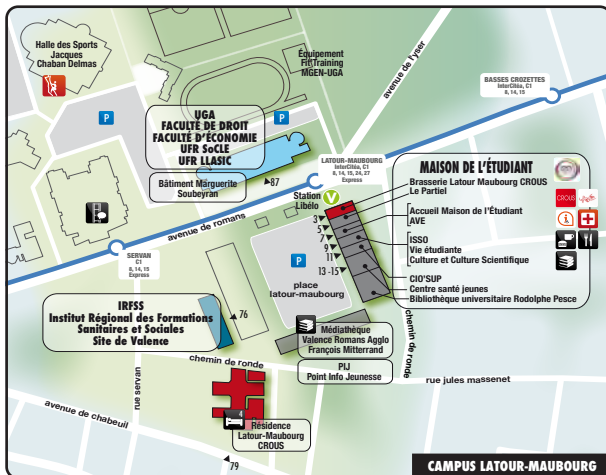 Halle des Sports
Jacques
Chaban Delmas
P
Équipement
Fit'Training
MGEN-UGA
avenue de l'yser
BASSES CROZETTES
InterCitéa, C1
8, 14, 15
UGA
FACULTÉ DE DROIT
FACULTÉ D'ÉCONOMIE
UFR SoCLE
UFR LLASIC
P
Bâtiment Marguerite
Soubeyran
87
LATOUR-MAUBOURG
InterCitéa, C1
8, 14, 15, 24, 27
Express
Station
Libélo
V
avenue de romans
SERVAN
C1
8, 14, 15
Express
3
5
7
9
11
13 -15
P
place
latour-maubourg
MAISON DE L'ÉTUDIANT
Brasserie Latour Maubourg CROUS
Le Partiel
Accueil Maison de l'Étudiant
AVE
ISSO
Vie étudiante
Culture et Culture Scientifique
CIO'SUP
Centre santé jeunes
Bibliothèque universitaire Rodolphe Pesce
CROUS
i
IRFSS
Institut Régional des Formations
Sanitaires et Sociales
Site de Valence
76
Médiathèque
Valence Romans Agglo
François Mitterrand
PIJ
Point Info Jeunesse
chemin de ronde
chemin de ronde
rue jules massenet
rue servan
avenue de chabeuil
Résidence
Latour-Maubourg
CROUS
79
CAMPUS LATOUR-MAUBOURG